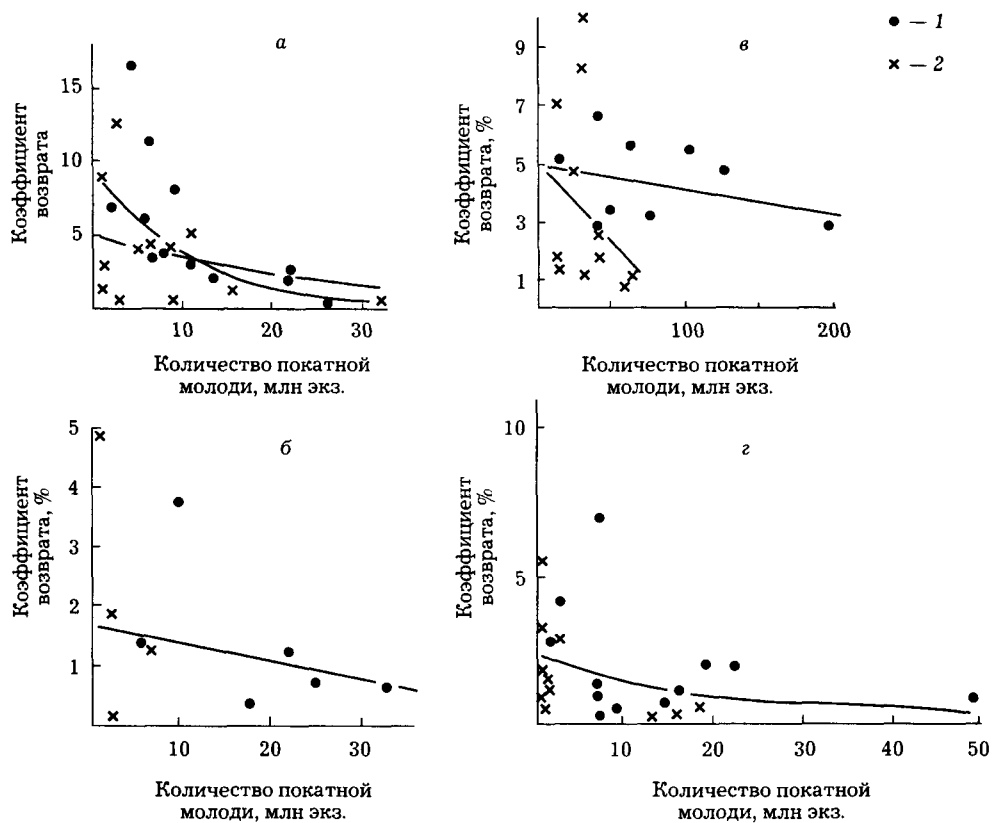 а
15
10
5
Коэффициент
возврата
10
20
30
Количество покатной
молоди, млн экз.
в
9
7
5
3
1
Коэффициент
возврата, %
100
200
Количество покатной
молоди, млн экз.
— 1
— 2
б
5
4
3
2
1
Коэффициент
возврата, %
10
20
30
Количество покатной
молоди, млн экз.
г
10
5
Коэффициент
возврата, %
10
20
30
40
50
Количество покатной
молоди, млн экз.